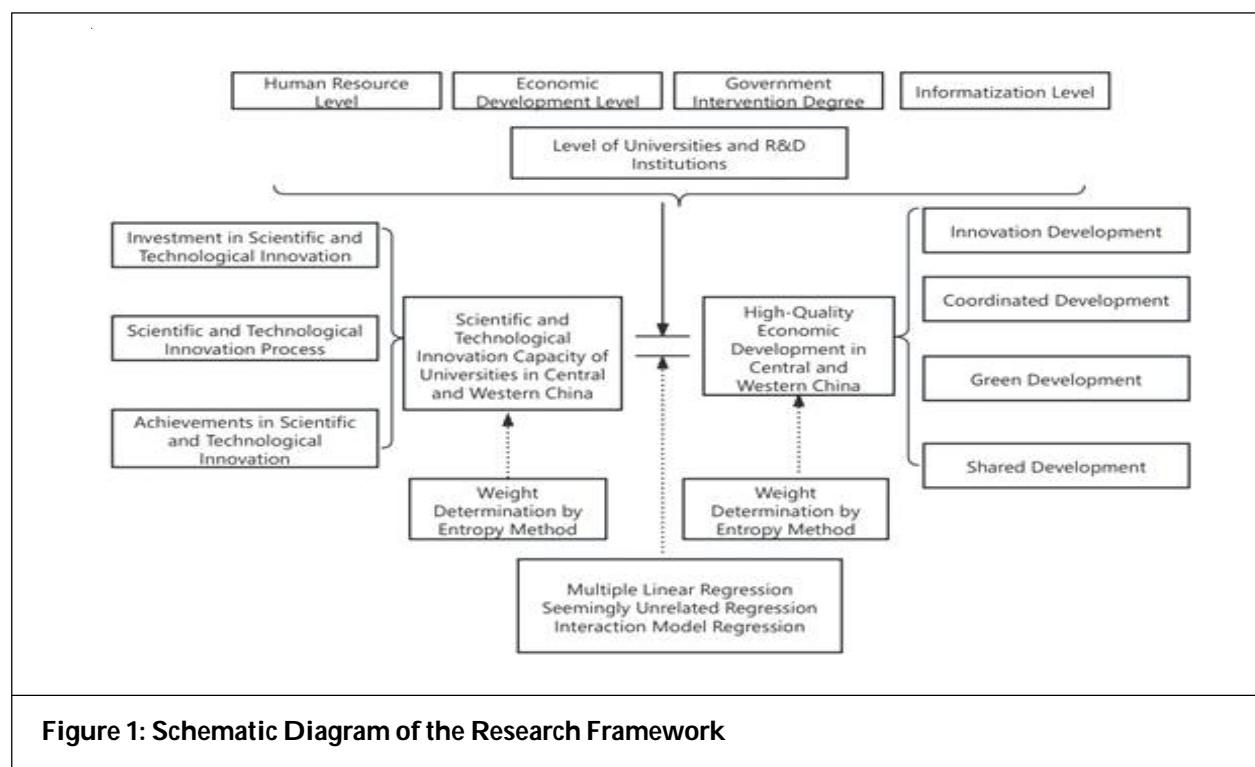 Human Resource
Level
Economic
Development Level
Government
Intervention Degree
Informatization Level
Level of Universities and R&D
Institutions
Investment in Scientific and
Technological Innovation
Scientific and Technological
Innovation Process
Achievements in Scientific
and Technological
Innovation
Scientific and
Technological
Innovation Capacity of
Universities in Central
and Western China
High-Quality
Economic
Development in
Central and
Western China
Innovation Development
Coordinated Development
Green Development
Shared Development
Weight
Determination by
Entropy Method
Weight
Determination by
Entropy Method
Multiple Linear Regression
Seemingly Unrelated Regression
Interaction Model Regression
Figure 1: Schematic Diagram of the Research Framework